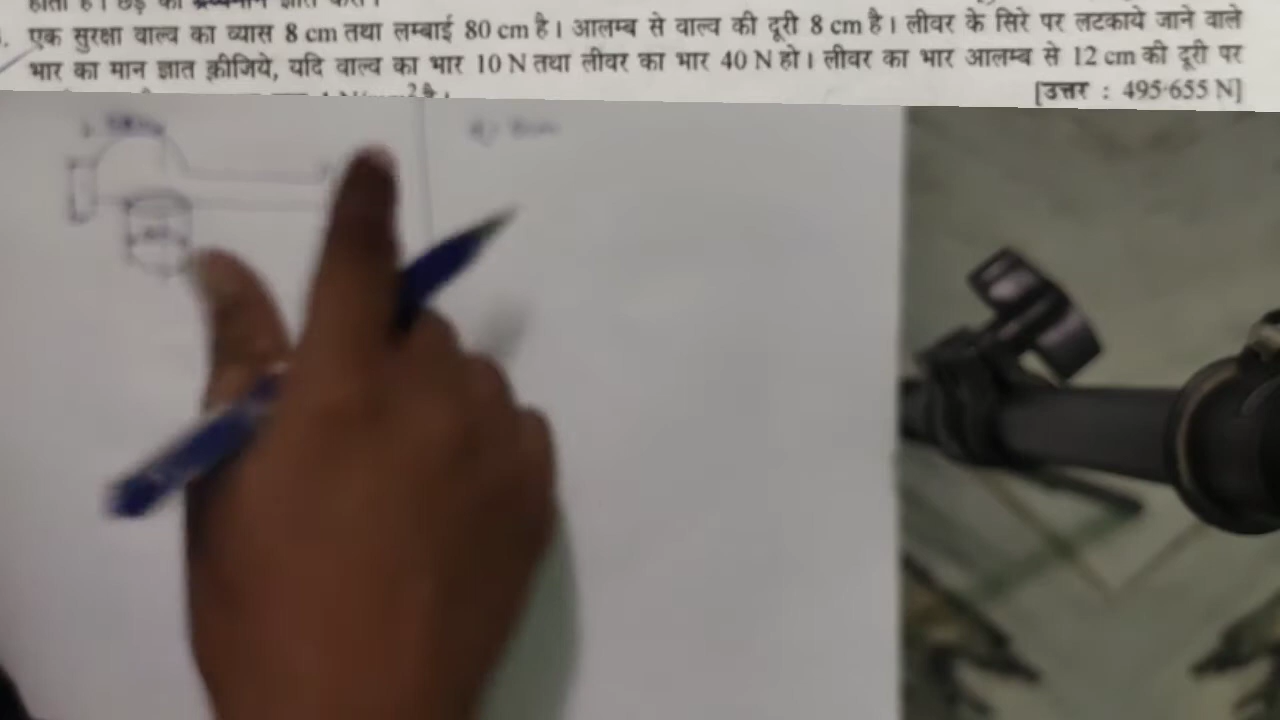 एक सुरक्षा वाल्व का व्यास 8 cm तथा लम्बाई 80 cm है। आलम्ब से वाल्व की दूरी 8 cm है। लीवर के सिरे पर लटकाये जाने वाले
भार का मान ज्ञात कीजिये, यदि वाल्व का भार 10 N तथा लीवर का भार 40 N हो। लीवर का भार आलम्ब से 12 cm की दूरी पर
[उत्तर : 495·655 N]